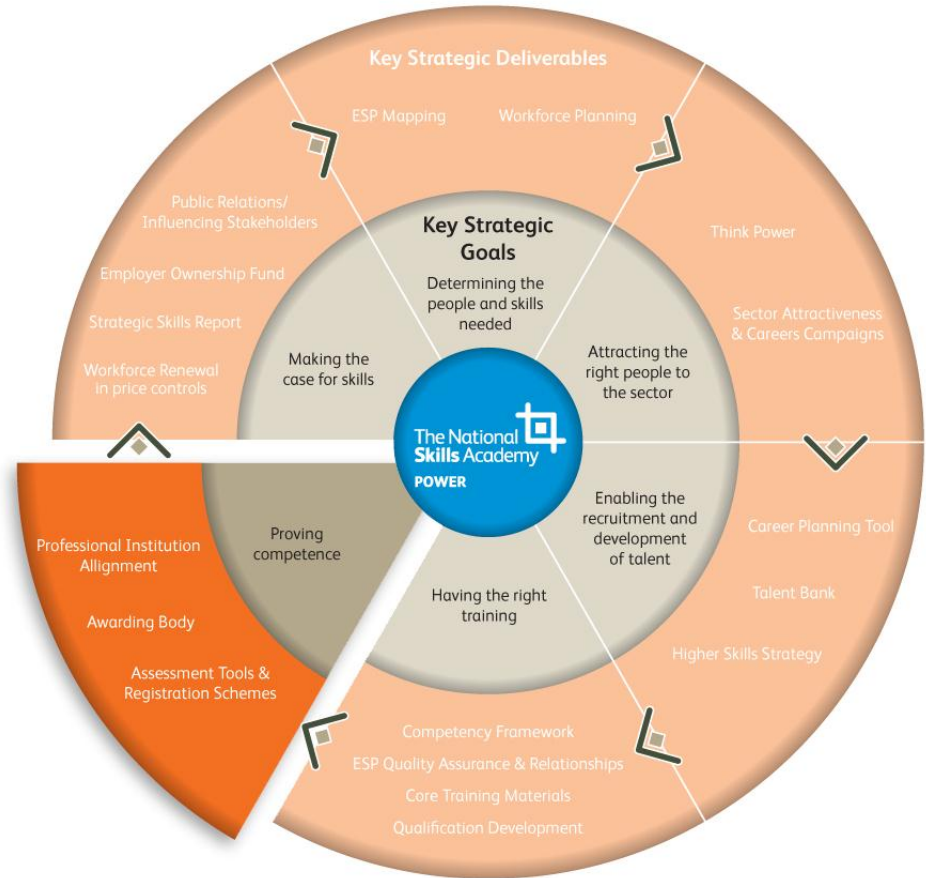 Key Strategic Deliverables
ESP Mapping
Workforce Planning
Public Relations/
Influencing Stakeholders
Employer Ownership Fund
Strategic Skills Report
Workforce Renewal
in price controls
Think Power
Sector Attractiveness
& Careers Campaigns
Key Strategic
Goals
Determining the
people and skills
needed
Making the
case for skills
Attracting the
right people to
the sector
The National
Skills Academy
POWER
Enabling the
recruitment and
development
of talent
Proving
competence
Having the right
training
Professional Institution
Allignment
Awarding Body
Assessment Tools &
Registration Schemes
Career Planning Tool
Talent Bank
Higher Skills Strategy
Competency Framework
ESP Quality Assurance & Relationships
Core Training Materials
Qualification Development